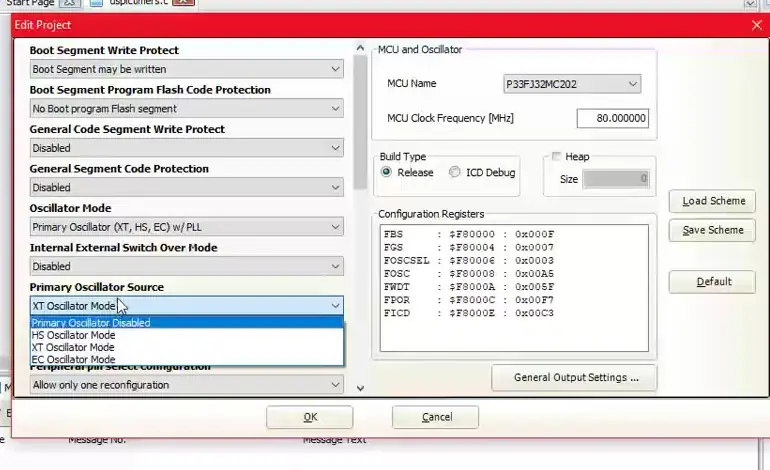 Start Page
dspictimers.c
Edit Project
Boot Segment Write Protect
Boot Segment may be written
Boot Segment Program Flash Code Protection
No Boot program Flash segment
General Code Segment Write Protect
Disabled
General Segment Code Protection
Disabled
Oscillator Mode
Primary Oscillator (XT, HS, EC) w/ PLL
Internal External Switch Over Mode
Disabled
Primary Oscillator Source
XT Oscillator Mode
Primary Oscillator Disabled
HS Oscillator Mode
XT Oscillator Mode
EC Oscillator Mode
Peripheral pin select configuration
Allow only one reconfiguration
MCU and Oscillator
MCU Name
P33FJ32MC202
MCU Clock Frequency [MHz]
80.000000
Build Type
Release
ICD Debug
Heap
Size
0
Configuration Registers
FBS : $F80000 : 0x000F
FGS : $F80004 : 0x0007
FOSCSEL : $F80006 : 0x0003
FOSC : $F80008 : 0x00A5
FWDT : $F8000A : 0x005F
FPOR : $F8000C : 0x00F7
FICD : $F8000E : 0x00C3
General Output Settings ...
Load Scheme
Save Scheme
Default
OK
Cancel
Message No.
Message Text